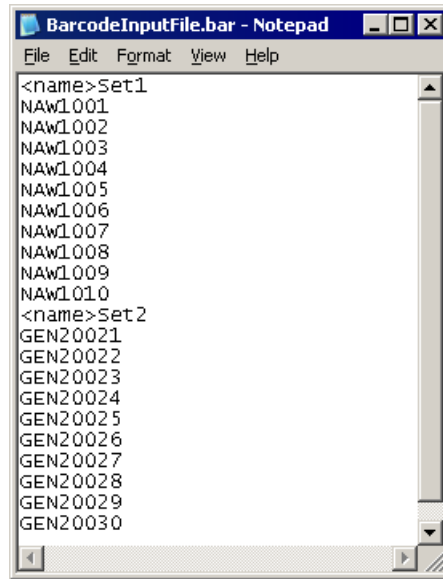 BarcodeInputFile.bar - Notepad
File Edit Format View Help
<name>Set1
NAW1001
NAW1002
NAW1003
NAW1004
NAW1005
NAW1006
NAW1007
NAW1008
NAW1009
NAW1010
<name>Set2
GEN20021
GEN20022
GEN20023
GEN20024
GEN20025
GEN20026
GEN20027
GEN20028
GEN20029
GEN20030